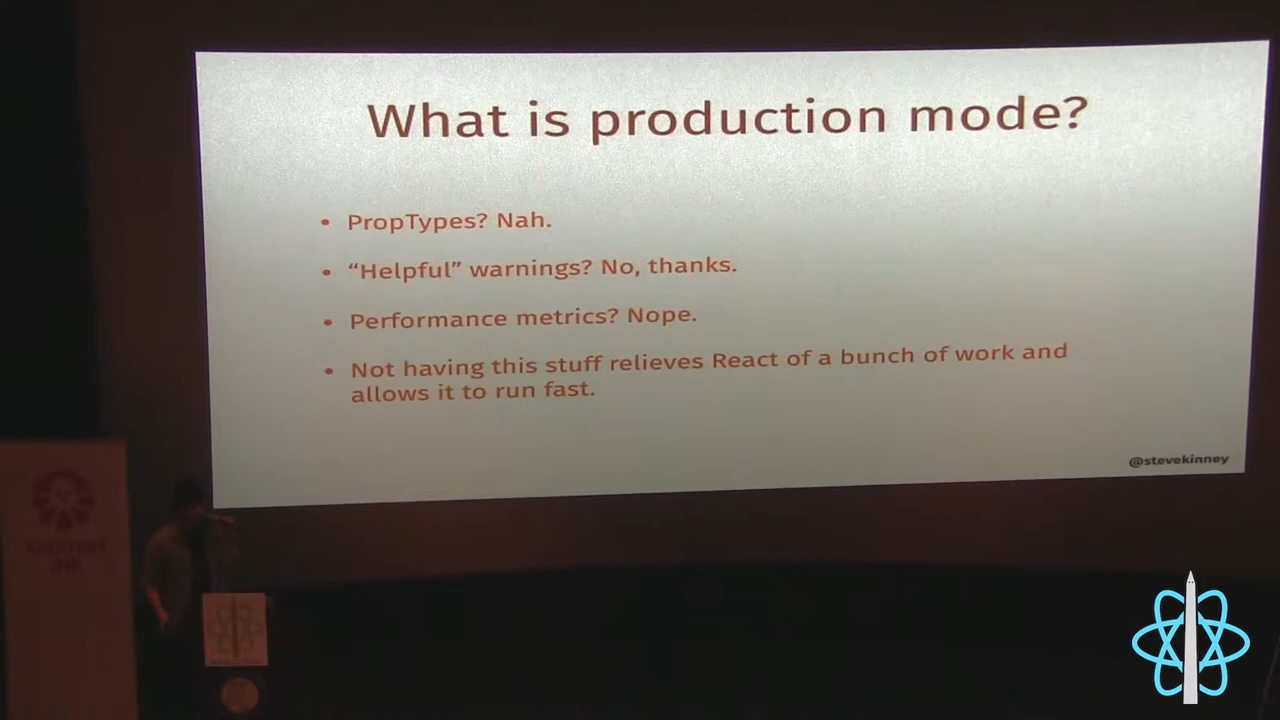 What is production mode?
• PropTypes? Nah.
• “Helpful” warnings? No, thanks.
• Performance metrics? Nope.
• Not having this stuff relieves React of a bunch of work and
allows it to run fast.
@stevekinney